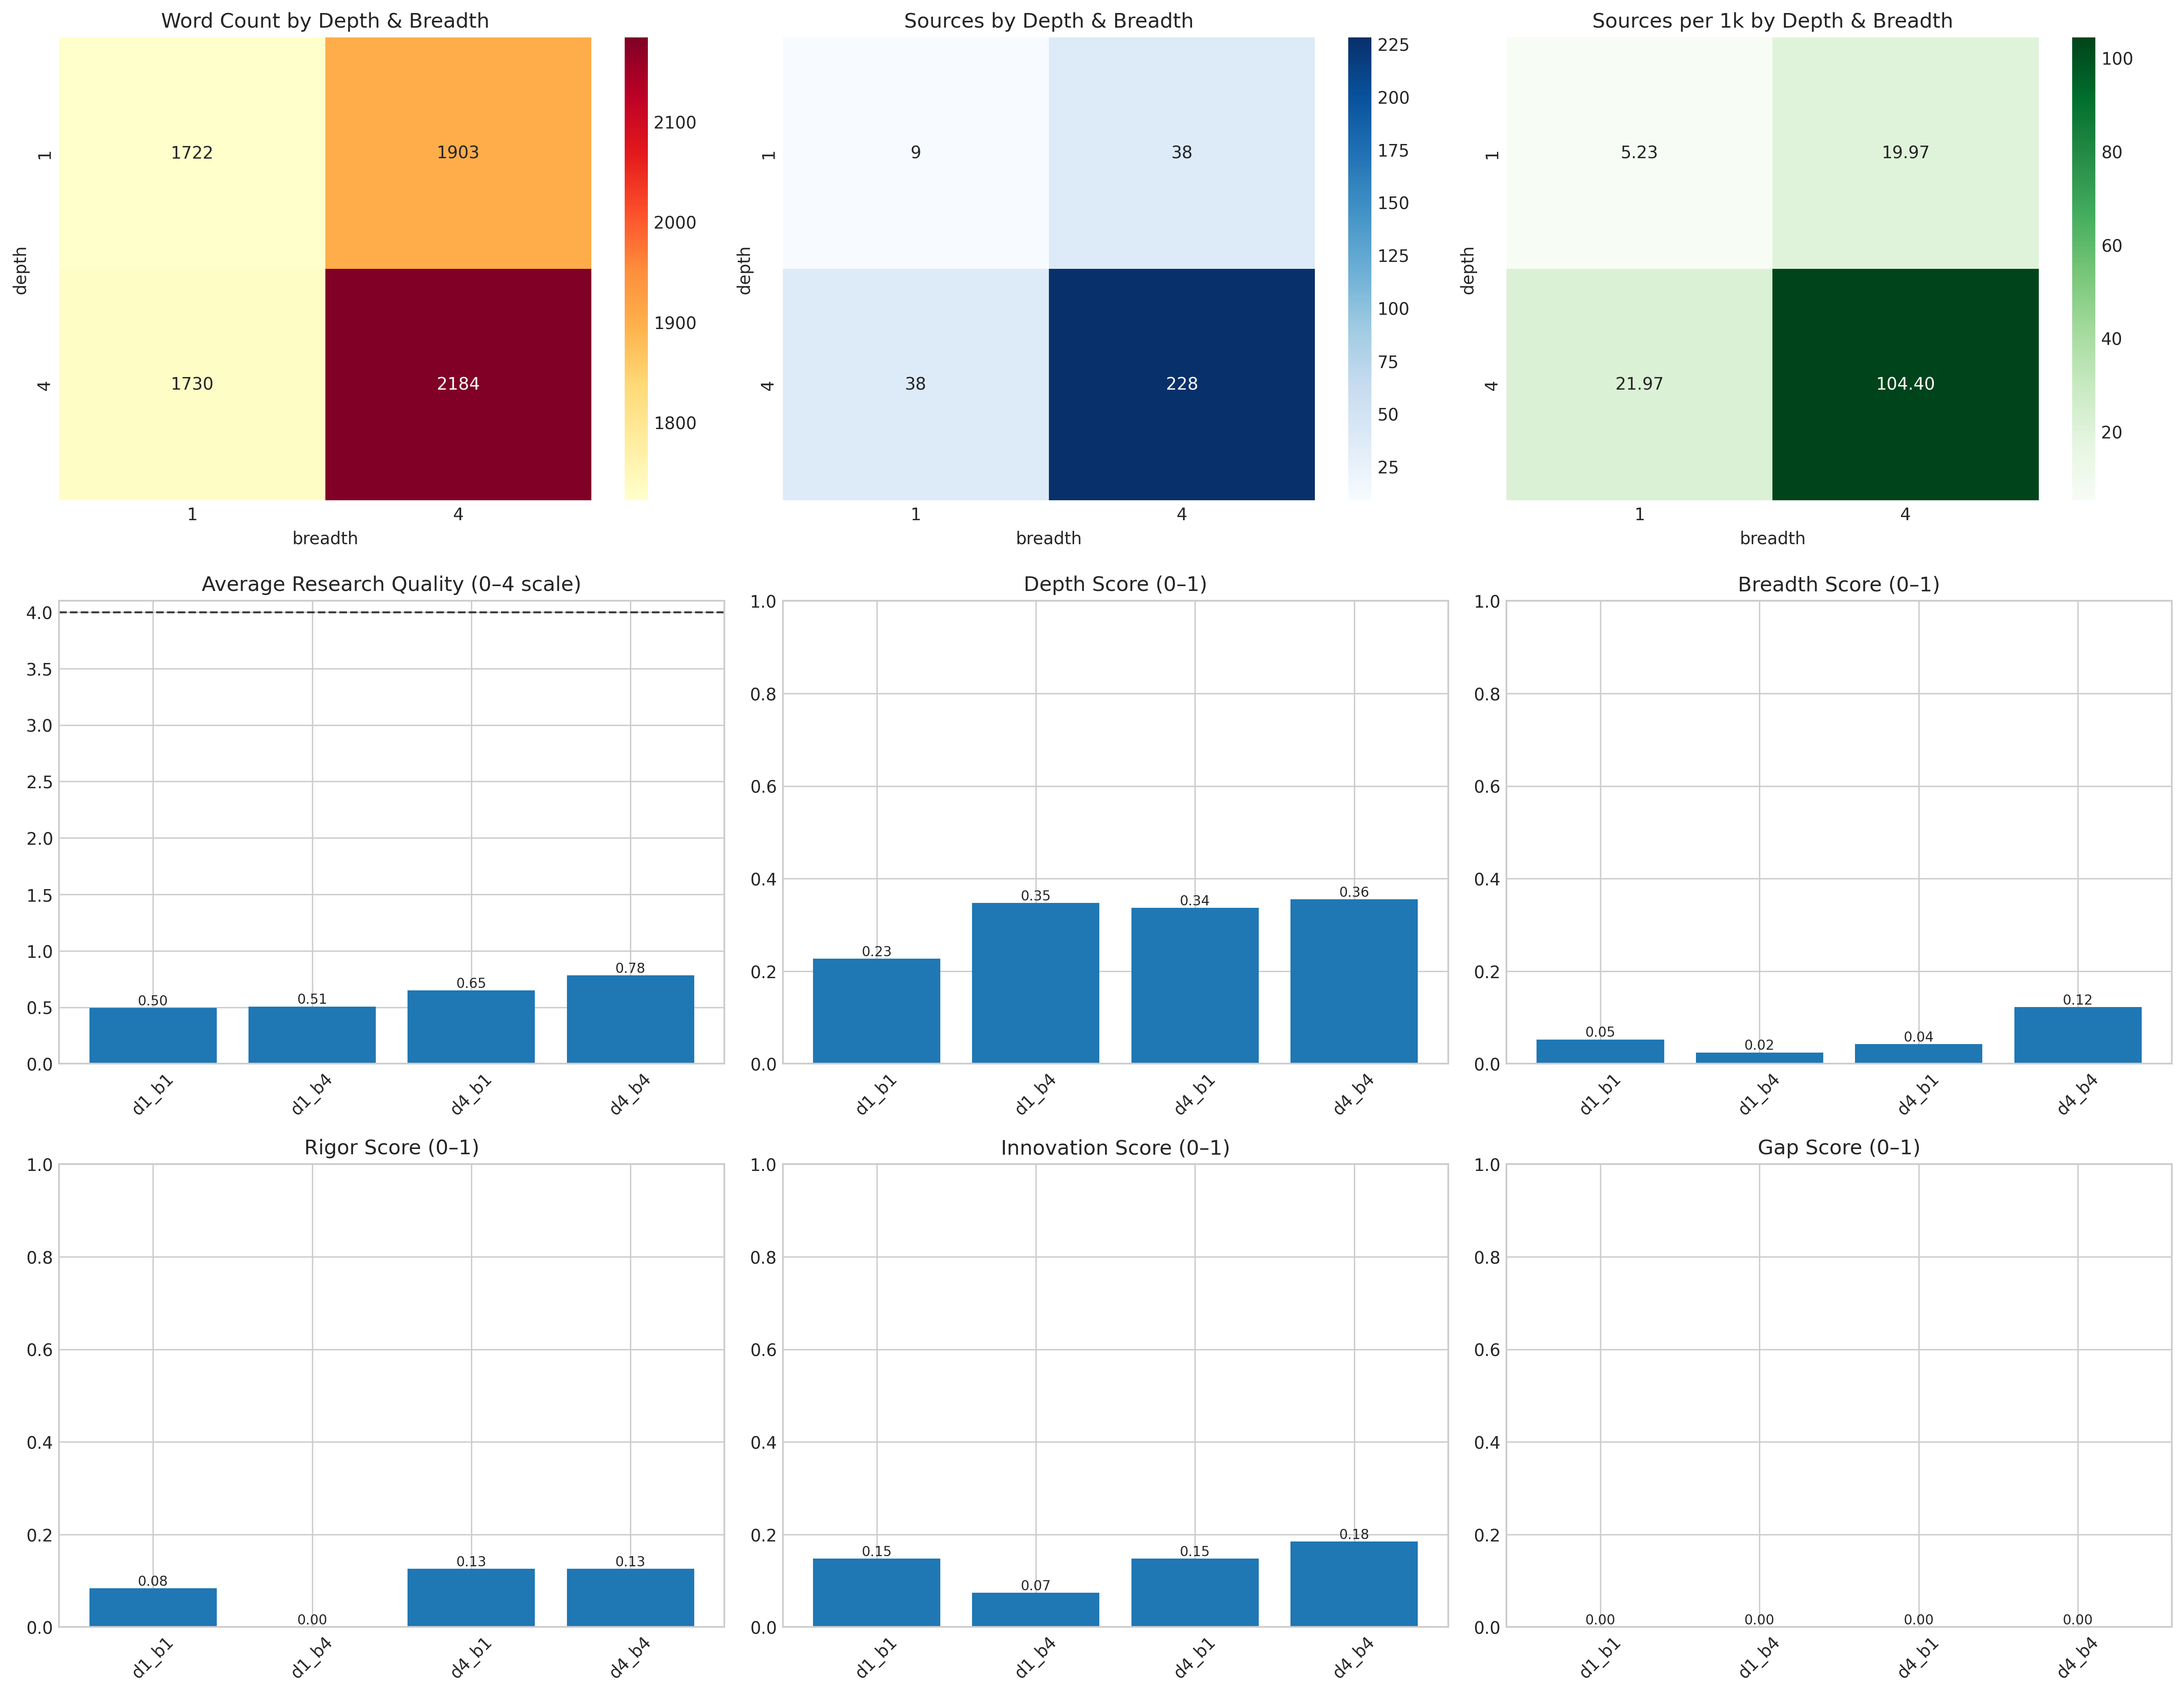 Word Count by Depth & Breadth
1722 1903
1730 2184
1
4
depth
1 4
breadth
2100
2000
1900
1800
Sources by Depth & Breadth
9 38
38 228
1
4
depth
1 4
breadth
225
200
175
150
125
100
75
50
25
Sources per 1k by Depth & Breadth
5.23 19.97
21.97 104.40
1
4
depth
1 4
breadth
100
80
60
40
20
Average Research Quality (0–4 scale)
4.0
3.5
3.0
2.5
2.0
1.5
1.0
0.5
0.0
0.50 0.51 0.65 0.78
d1_b1 d1_b4 d4_b1 d4_b4
Depth Score (0–1)
1.0
0.8
0.6
0.4
0.2
0.0
0.23 0.35 0.34 0.36
d1_b1 d1_b4 d4_b1 d4_b4
Breadth Score (0–1)
1.0
0.8
0.6
0.4
0.2
0.0
0.05 0.02 0.04 0.12
d1_b1 d1_b4 d4_b1 d4_b4
Rigor Score (0–1)
1.0
0.8
0.6
0.4
0.2
0.0
0.08 0.00 0.13 0.13
d1_b1 d1_b4 d4_b1 d4_b4
Innovation Score (0–1)
1.0
0.8
0.6
0.4
0.2
0.0
0.15 0.07 0.15 0.18
d1_b1 d1_b4 d4_b1 d4_b4
Gap Score (0–1)
1.0
0.8
0.6
0.4
0.2
0.0
0.00 0.00 0.00 0.00
d1_b1 d1_b4 d4_b1 d4_b4